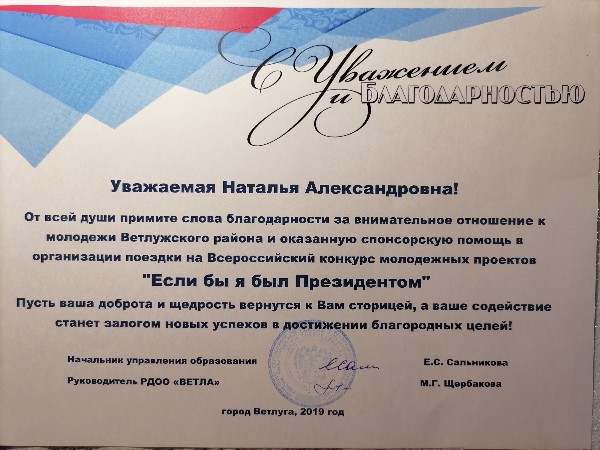 С Уважением
и БЛАГОДАРНОСТЬЮ
Уважаемая Наталья Александровна!
От всей души примите слова благодарности за внимательное отношение к
молодежи Ветлужского района и оказанную спонсорскую помощь в
организации поездки на Всероссийский конкурс молодежных проектов
"Если бы я был Президентом"
Пусть ваша доброта и щедрость вернутся к Вам сторицей, а ваше содействие
станет залогом новых успехов в достижении благородных целей!
Начальник управления образования Е.С. Сальникова
Руководитель РДОО «ВЕТЛА» М.Г. Щербакова
город Ветлуга, 2019 год